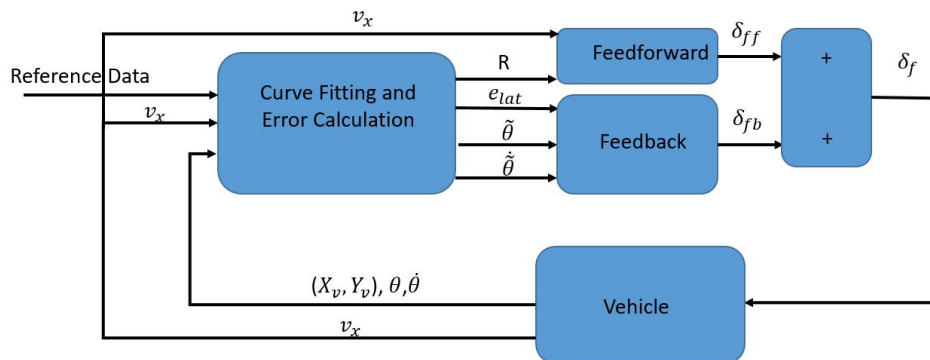 v_x
δ_ff
Feedforward
+
δ_f
Reference Data
R
Curve Fitting and
Error Calculation
e_lat
v_x
θ̃
Feedback
δ_fb
+
θ̃̇
(X_v, Y_v), θ,θ̇
Vehicle
v_x